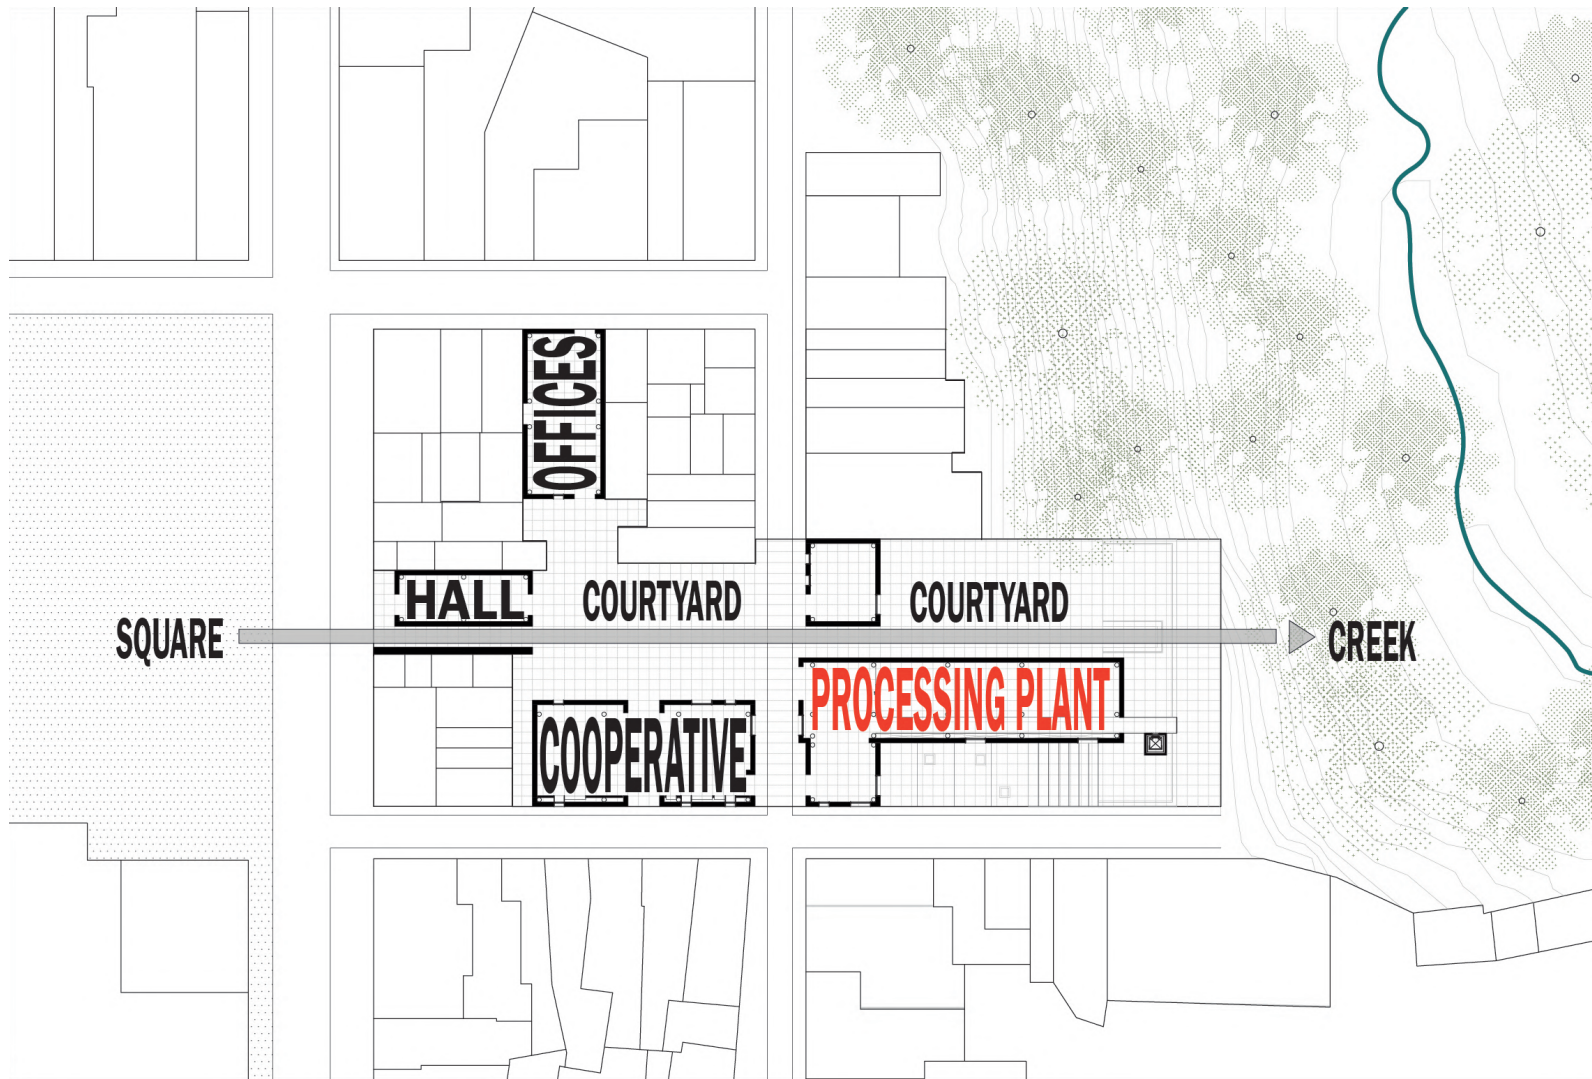 OFFICES
HALL
COURTYARD
COURTYARD
SQUARE
CREEK
PROCESSING PLANT
COOPERATIVE